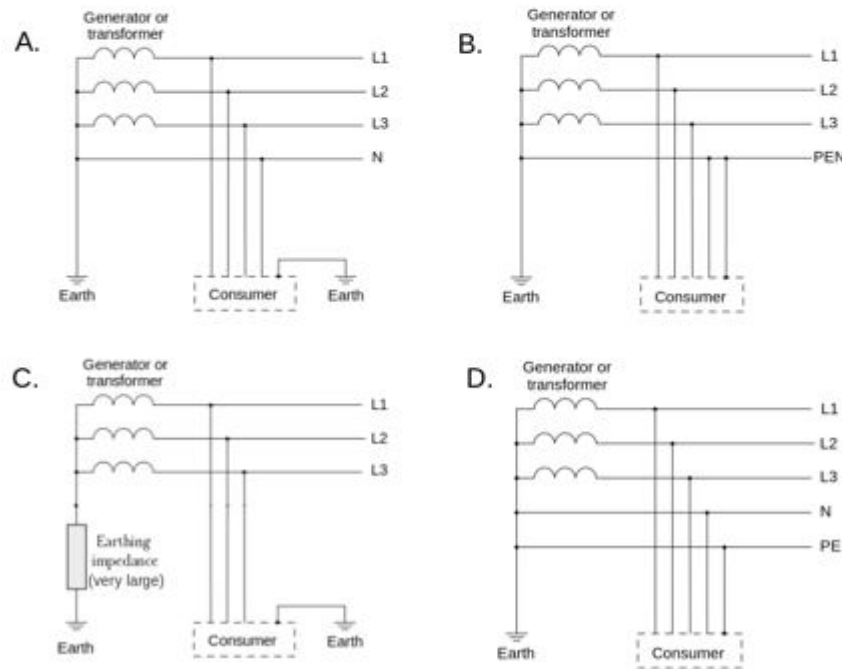 A.
Generator or
transformer
L1
L2
L3
N
Earth
Consumer
Earth
B.
Generator or
transformer
L1
L2
L3
PEN
Earth
Consumer
C.
Generator or
transformer
L1
L2
L3
Earthing
impedance
(very large)
Earth
Consumer
Earth
D.
Generator or
transformer
L1
L2
L3
N
PE
Earth
Consumer